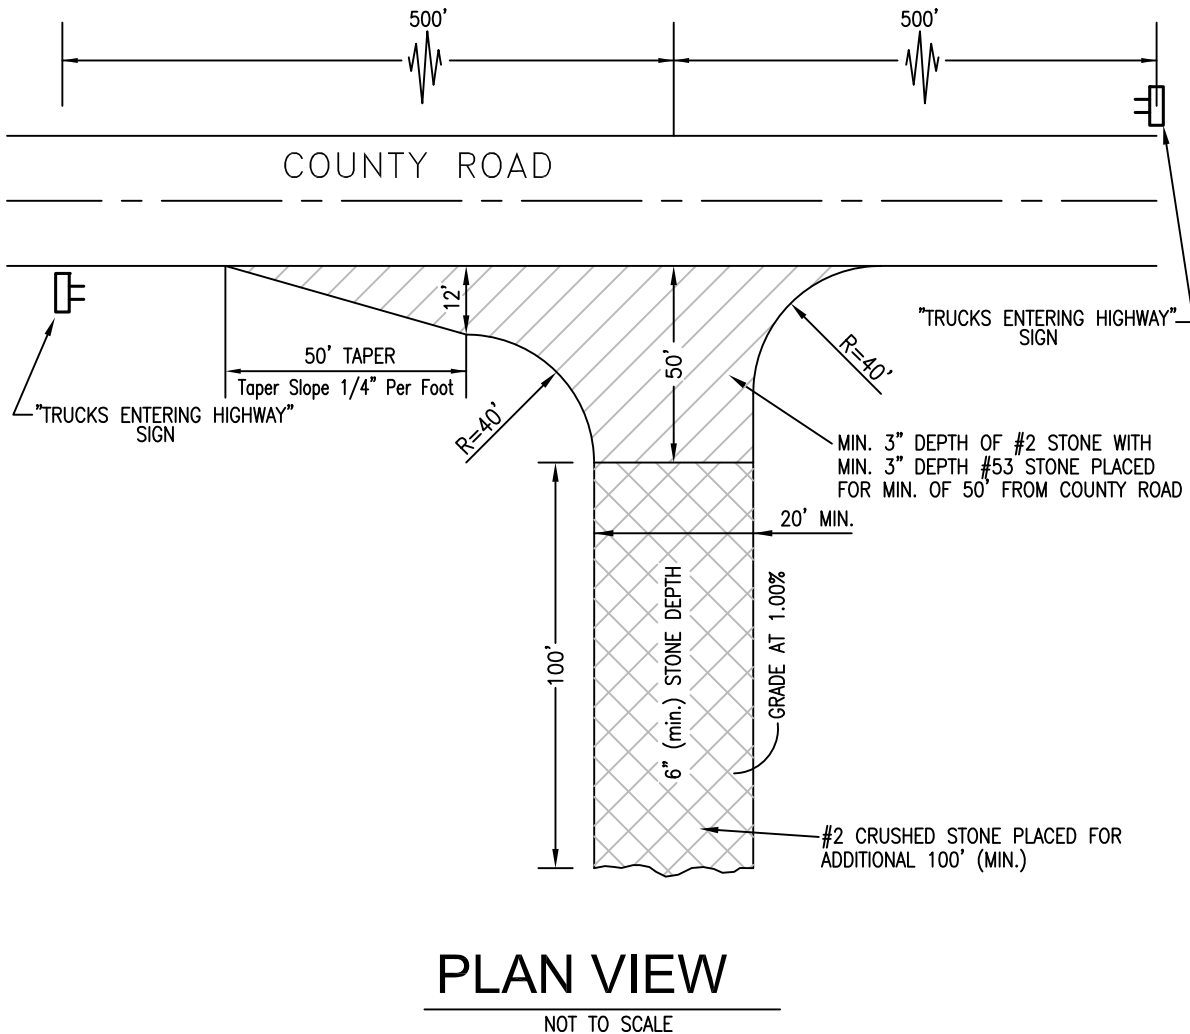 500'
500'
COUNTY ROAD
12'
50' TAPER
Taper Slope 1/4" Per Foot
"TRUCKS ENTERING HIGHWAY"
SIGN
R=40'
50'
R=40'
"TRUCKS ENTERING HIGHWAY"
SIGN
MIN. 3" DEPTH OF #2 STONE WITH
MIN. 3" DEPTH #53 STONE PLACED
FOR MIN. OF 50' FROM COUNTY ROAD
20' MIN.
100'
6" (min.) STONE DEPTH
GRADE AT 1.00%
#2 CRUSHED STONE PLACED FOR
ADDITIONAL 100' (MIN.)
PLAN VIEW
NOT TO SCALE